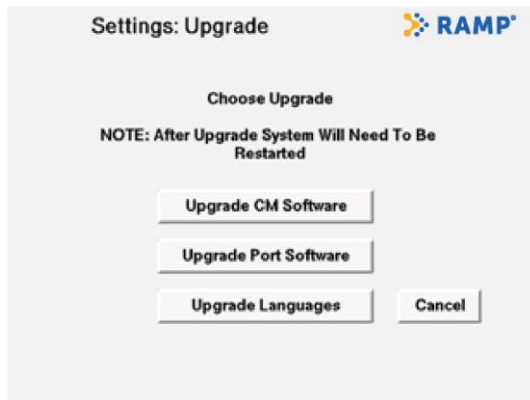 Settings: Upgrade
RAMP
Choose Upgrade
NOTE: After Upgrade System Will Need To Be
Restarted
Upgrade CM Software
Upgrade Port Software
Upgrade Languages
Cancel